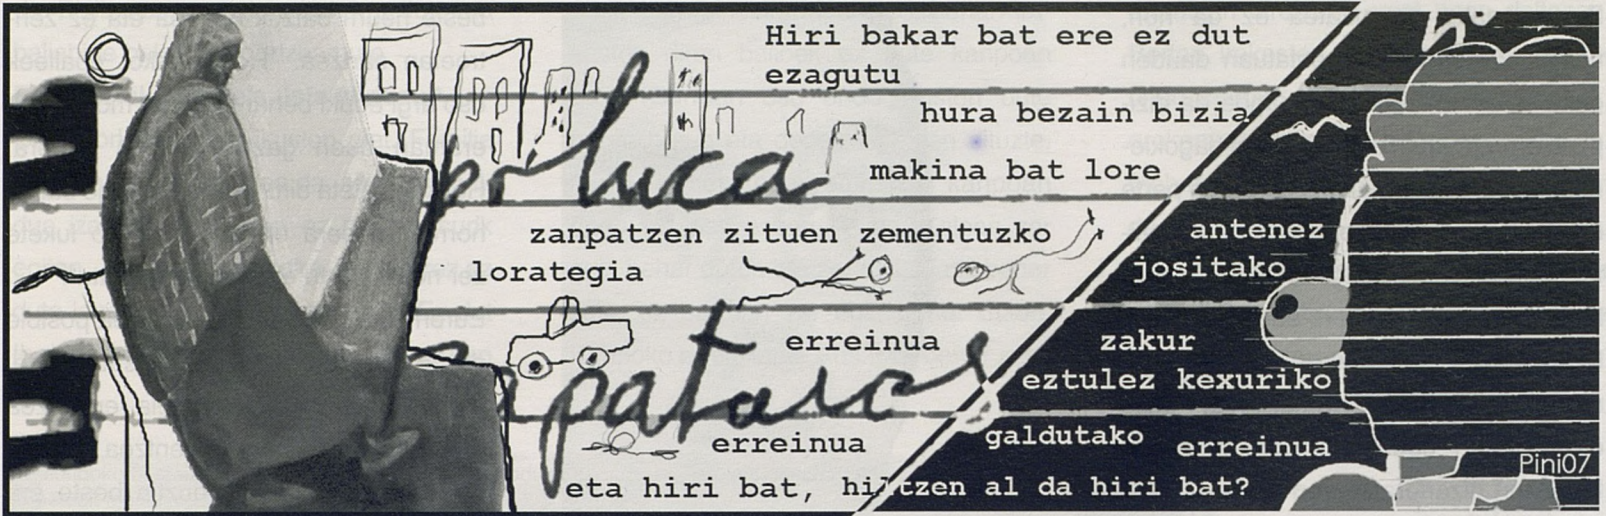 Hiri bakar bat ere ez dut
ezagutu
hura bezain bizia
makina bat lore
zanpatzen zituen zementuzko
lorategia
antenez
jositako
erreinua
zakur
eztulez kexuriko
erreinua
galdutako
erreinua
eta hiri bat, hiltzen al da hiri bat?
Pini07